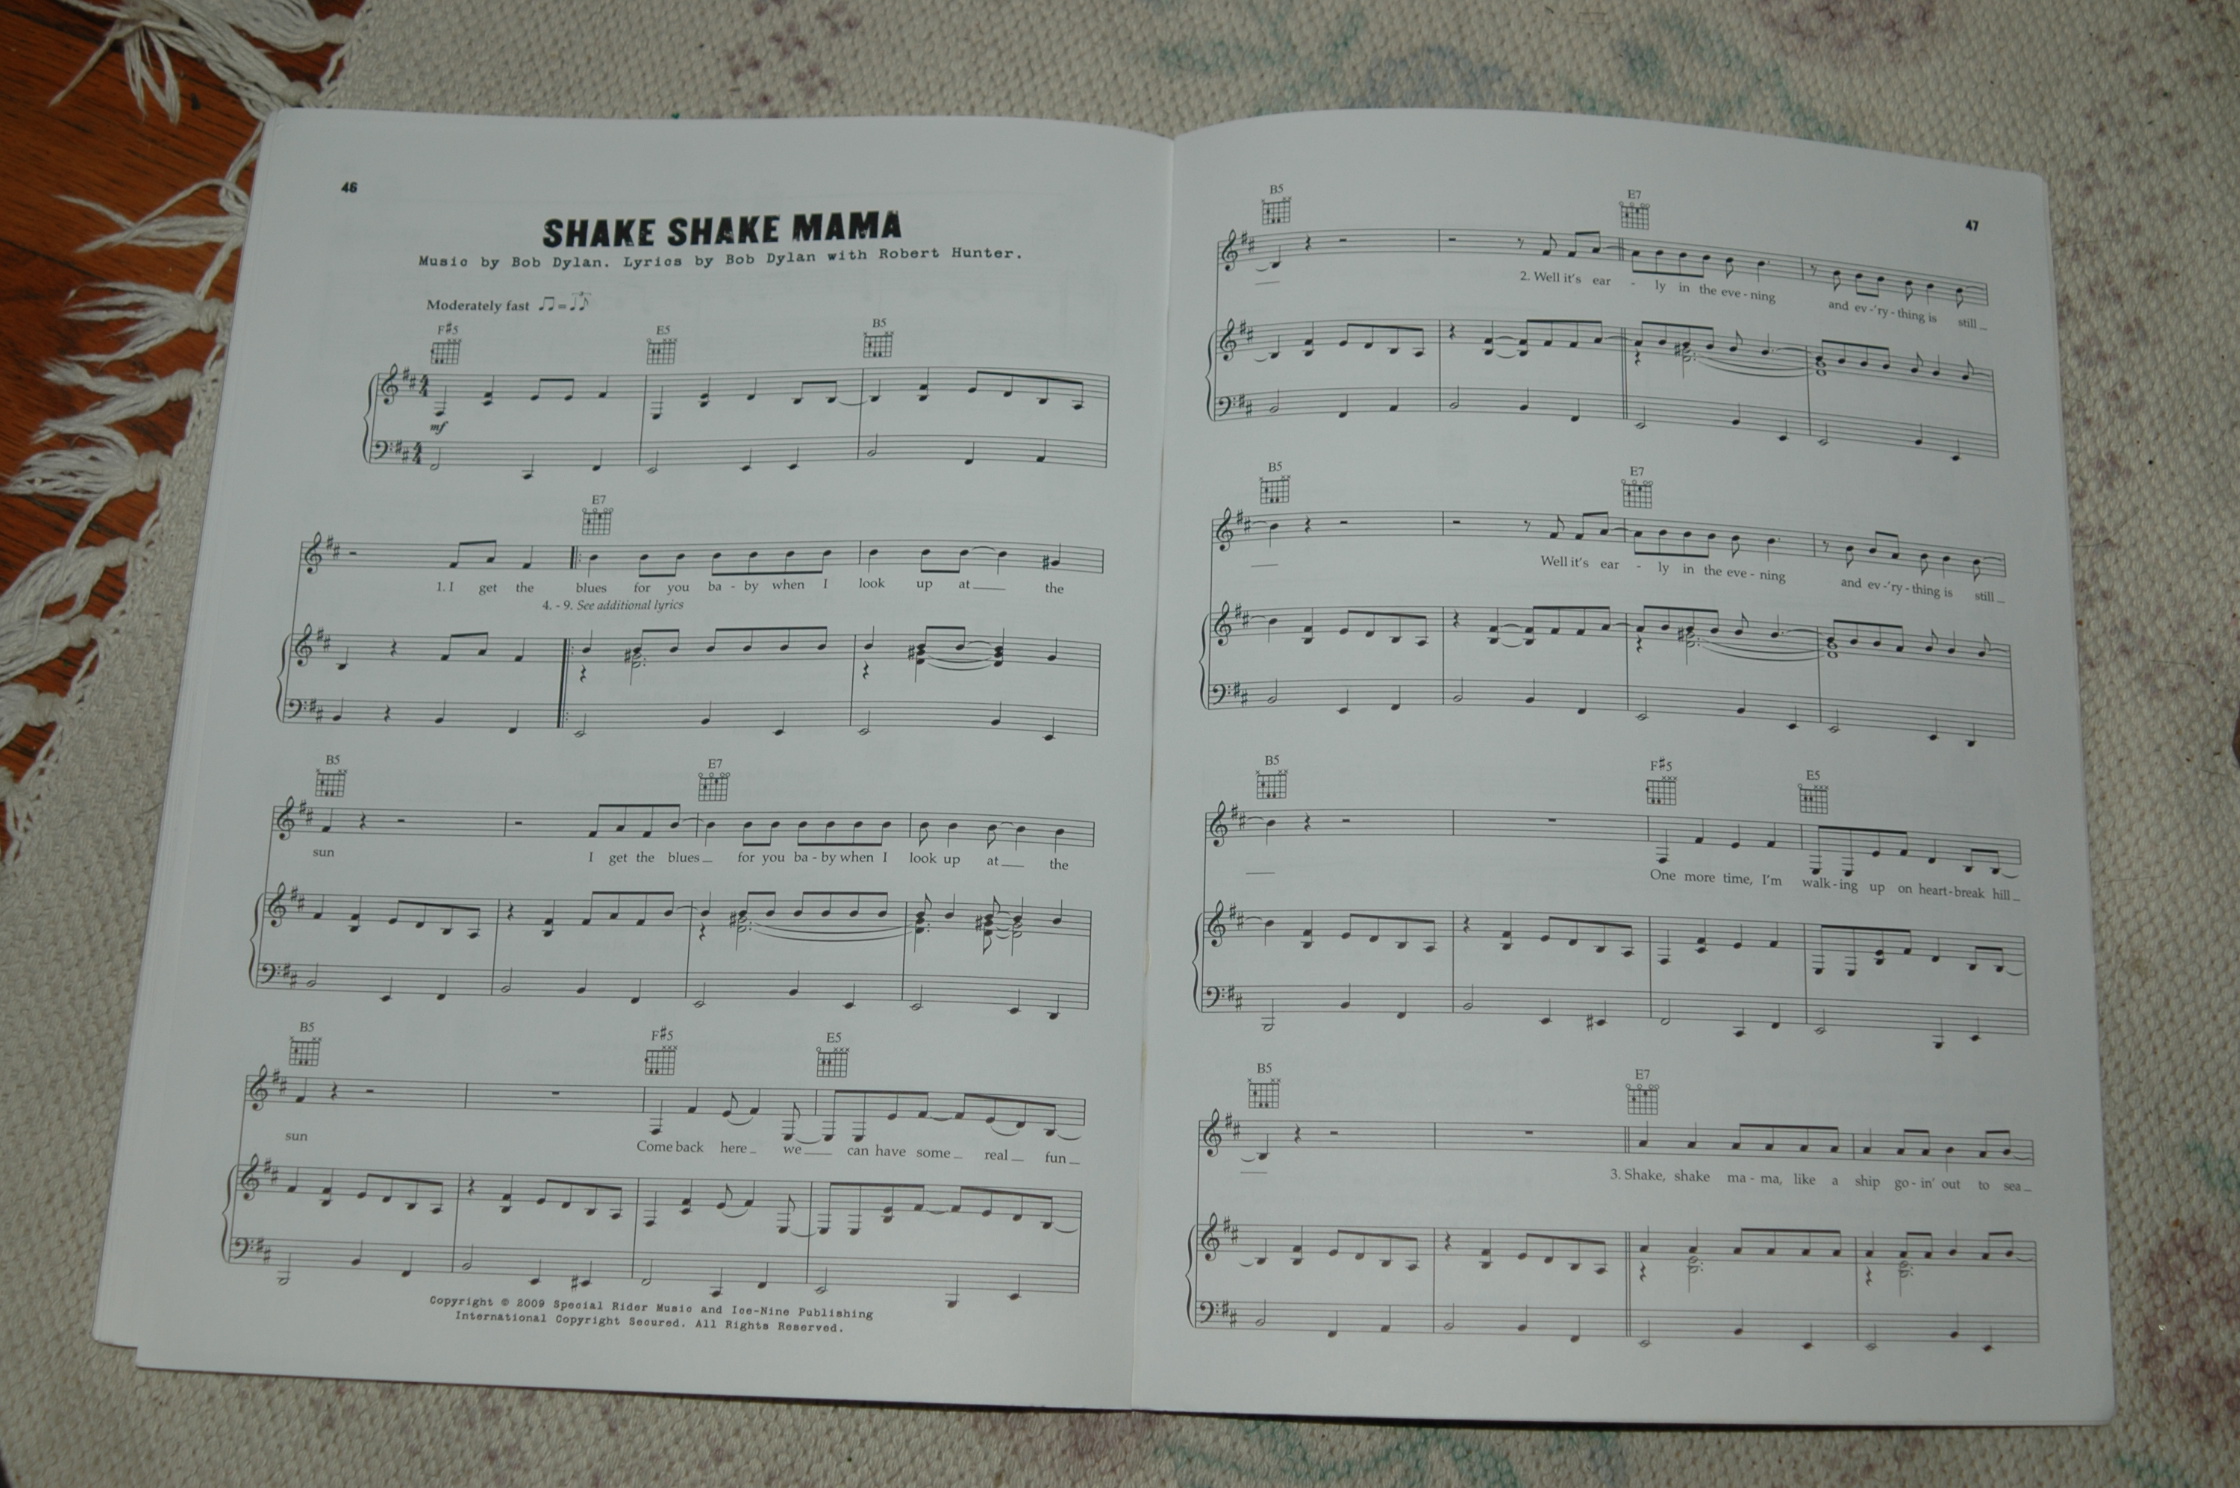 46
SHAKE SHAKE MAMA
Music by Bob Dylan. Lyrics by Bob Dylan with Robert Hunter.
Moderately fast
F#5 E5 B5
mf
E7
1. I get the blues for you ba - by when I look up at the
4. - 9. See additional lyrics
B5 E7
sun I get the blues for you ba - by when I look up at the
B5 F#5 E5
sun Come back here we can have some real fun
Copyright © 2009 Special Rider Music and Ice-Nine Publishing
International Copyright Secured. All Rights Reserved.
47
B5 E7
2. Well it's ear - ly in the eve - ning and ev - 'ry - thing is still
B5 E7
Well it's ear - ly in the eve - ning and ev - 'ry - thing is still
B5 F#5 E5
One more time, I'm walk - ing up on heart - break hill
B5 E7
3. Shake, shake ma - ma, like a ship go - in' out to sea